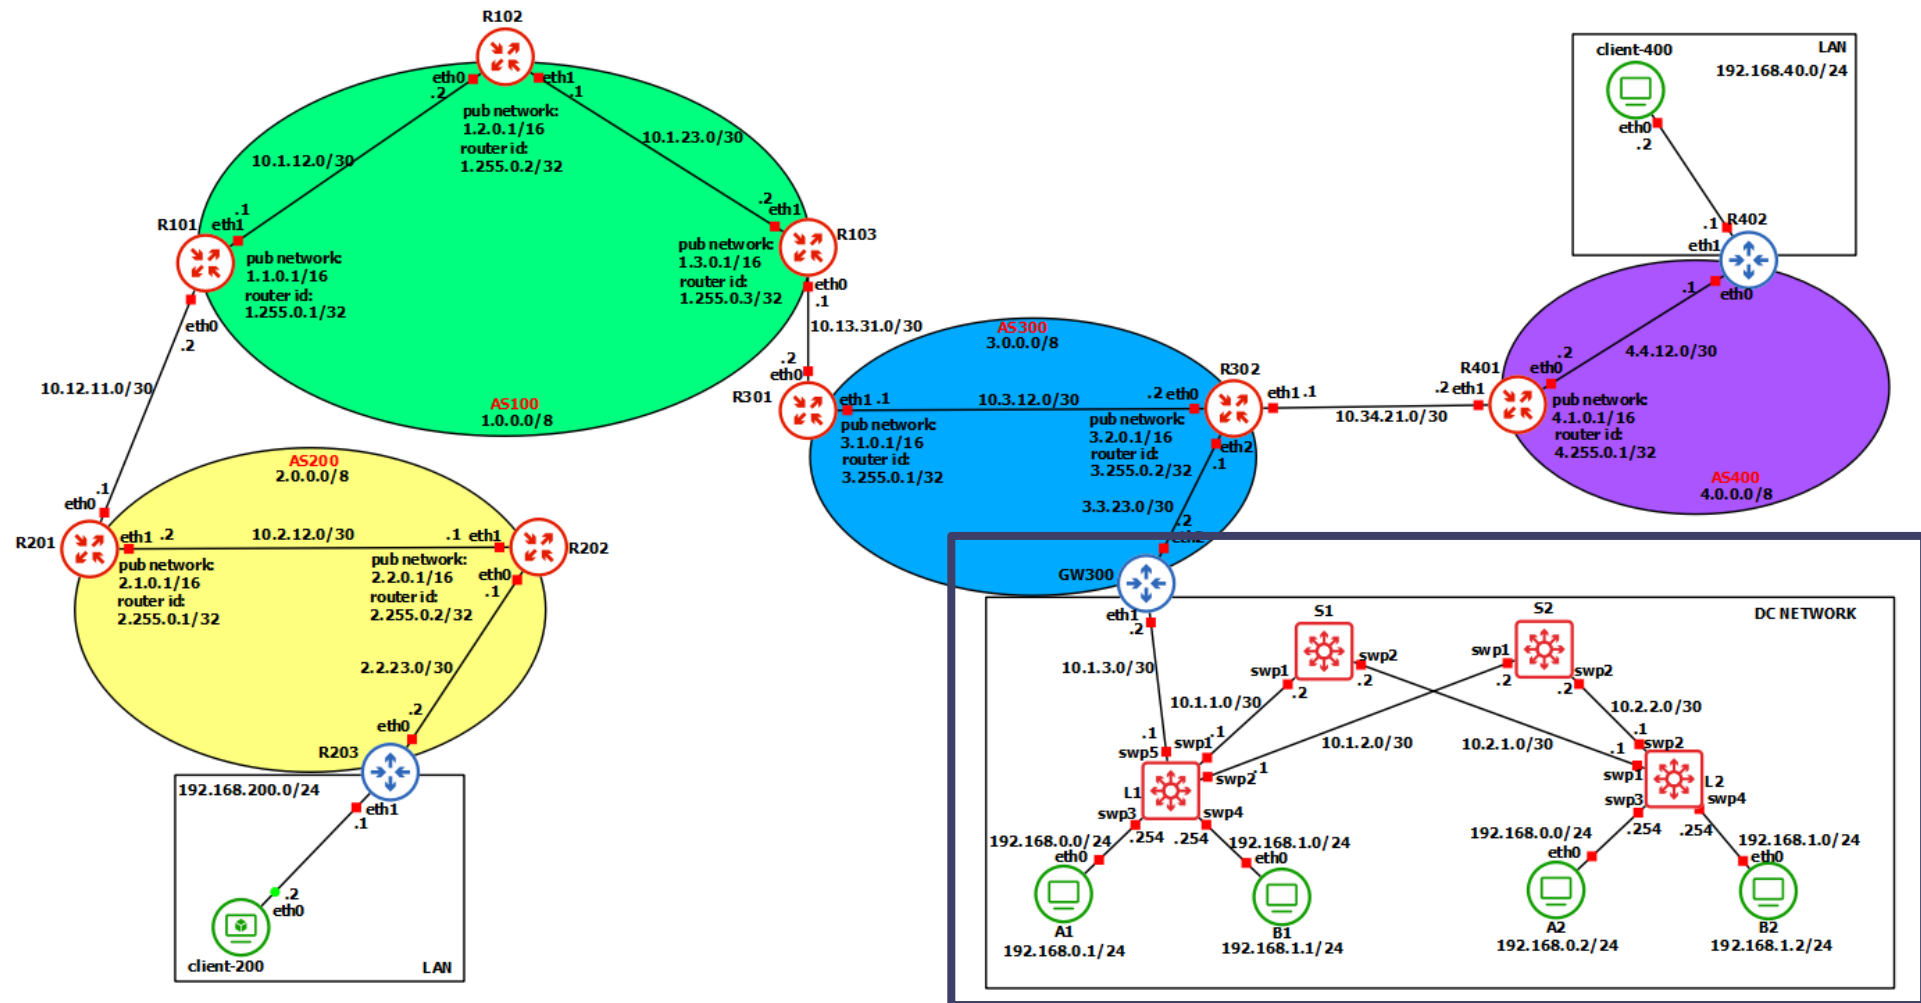 R102
eth0
.2
eth1
.1
pub network:
1.2.0.1/16
router id:
1.255.0.2/32
10.1.12.0/30
10.1.23.0/30
R101
.1
eth1
pub network:
1.1.0.1/16
router id:
1.255.0.1/32
eth0
.2
.2
eth1
R103
pub network:
1.3.0.1/16
router id:
1.255.0.3/32
eth0
.1
10.13.31.0/30
AS100
1.0.0.0/8
10.12.11.0/30
AS200
2.0.0.0/8
.1
eth0
R201
eth1 .2
10.2.12.0/30
.1 eth1
R202
pub network:
2.1.0.1/16
router id:
2.255.0.1/32
pub network:
2.2.0.1/16
router id:
2.255.0.2/32
eth0
.1
2.2.23.0/30
.2
eth0
R203
192.168.200.0/24
eth1
.1
.2
eth0
client-200
LAN
.2
eth0
R301
AS300
3.0.0.0/8
eth1 .1
10.3.12.0/30
.2 eth0
R302
eth1 .1
pub network:
3.1.0.1/16
router id:
3.255.0.1/32
pub network:
3.2.0.1/16
router id:
3.255.0.2/32
eth2
.1
3.3.23.0/30
.2
GW300
10.34.21.0/30
client-400
LAN
192.168.40.0/24
eth0
.2
.1
R402
eth1
.1
eth0
4.4.12.0/30
R401
.2
eth0
.2 eth1
pub network:
4.1.0.1/16
router id:
4.255.0.1/32
AS400
4.0.0.0/8
eth1
.2
S1
S2
DC NETWORK
10.1.3.0/30
swp1
.2
swp2
.2
swp1
.2
swp2
.2
10.1.1.0/30
10.1.2.0/30
10.2.1.0/30
10.2.2.0/30
.1
swp5
swp1
.1
swp2
.1
L1
swp3
swp4
.254
.254
.1
swp2
.1
swp1
L2
swp3
swp4
.254
.254
192.168.0.0/24
eth0
192.168.1.0/24
eth0
192.168.0.0/24
eth0
192.168.1.0/24
eth0
A1
192.168.0.1/24
B1
192.168.1.1/24
A2
192.168.0.2/24
B2
192.168.1.2/24